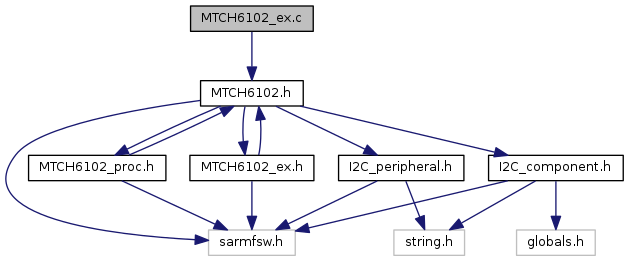 MTCH6102_ex.c
MTCH6102.h
MTCH6102_proc.h
MTCH6102_ex.h
I2C_peripheral.h
I2C_component.h
sarmfsw.h
string.h
globals.h